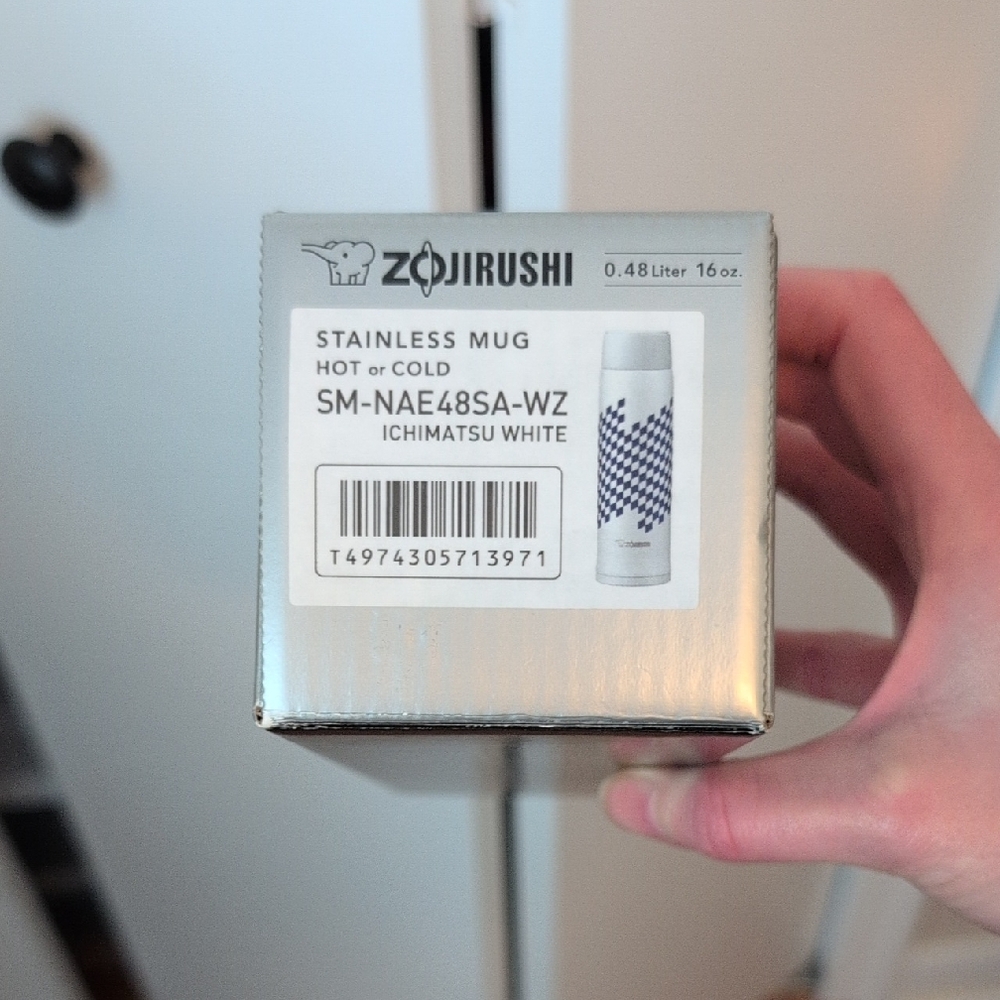 ZOJIRUSHI
0.48 Liter 16 oz.
STAINLESS MUG
HOT or COLD
SM-NAE48SA-WZ
ICHIMATSU WHITE
T4974305713971